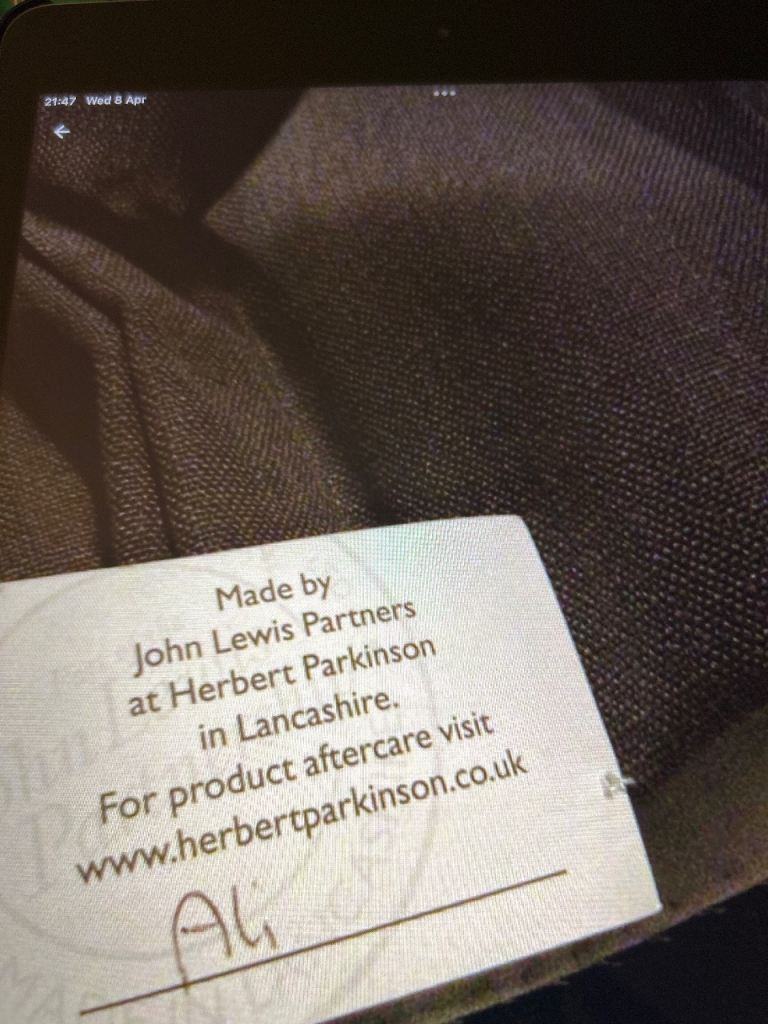 21:47 Wed 8 Apr
Made by
John Lewis Partners
at Herbert Parkinson
in Lancashire.
For product aftercare visit
www.herbertparkinson.co.uk
Ali